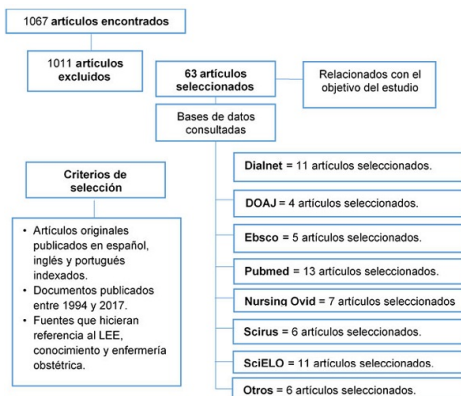 1067 artículos encontrados
1011 artículos
excluidos
63 artículos
seleccionados
Relacionados con el
objetivo del estudio
Bases de datos
consultadas
Criterios de
selección
• Artículos originales
publicados en español,
inglés y portugués
indexados.
• Documentos publicados
entre 1994 y 2017.
• Fuentes que hicieran
referencia al LEE,
conocimiento y enfermería
obstétrica.
Dialnet = 11 artículos seleccionados.
DOAJ = 4 artículos seleccionados.
Ebsco = 5 artículos seleccionados.
Pubmed = 13 artículos seleccionados.
Nursing Ovid = 7 artículos seleccionados
Scirus = 6 artículos seleccionados.
SciELO = 11 artículos seleccionados.
Otros = 6 artículos seleccionados.